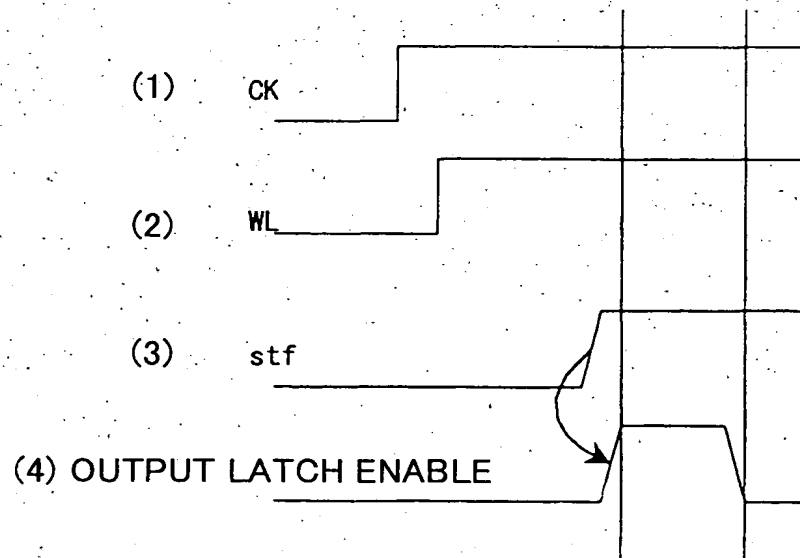 (1) CK
(2) WL
(3) stf
(4) OUTPUT LATCH ENABLE